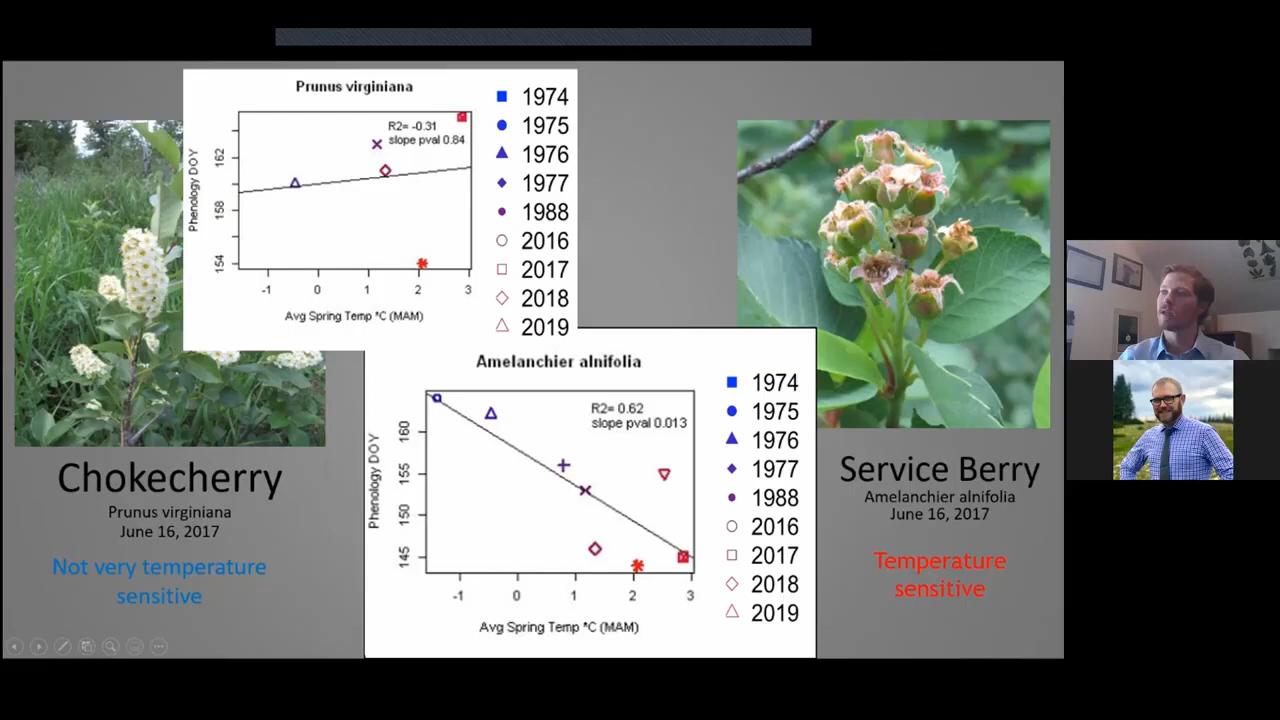 Prunus virginiana
R2= -0.31
slope pval 0.84
Phenology DOY
162
158
154
-1 0 1 2 3
Avg Spring Temp *C (MAM)
1974
1975
1976
1977
1988
2016
2017
2018
2019
Amelanchier alnifolia
R2= 0.62
slope pval 0.013
Phenology DOY
160
155
150
145
-1 0 1 2 3
Avg Spring Temp *C (MAM)
1974
1975
1976
1977
1988
2016
2017
2018
2019
Chokecherry
Prunus virginiana
June 16, 2017
Not very temperature
sensitive
Service Berry
Amelanchier alnifolia
June 16, 2017
Temperature
sensitive